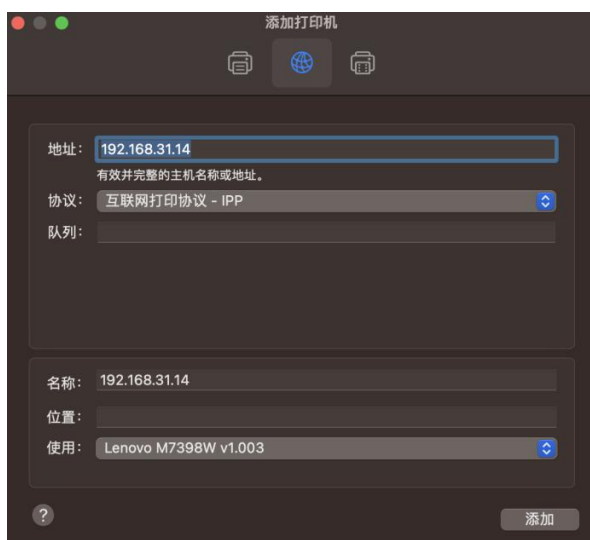 添加打印机
地址: 192.168.31.14
有效并完整的主机名称或地址。
协议: 互联网打印协议 - IPP
队列:
名称: 192.168.31.14
位置:
使用: Lenovo M7398W v1.003
? 添加